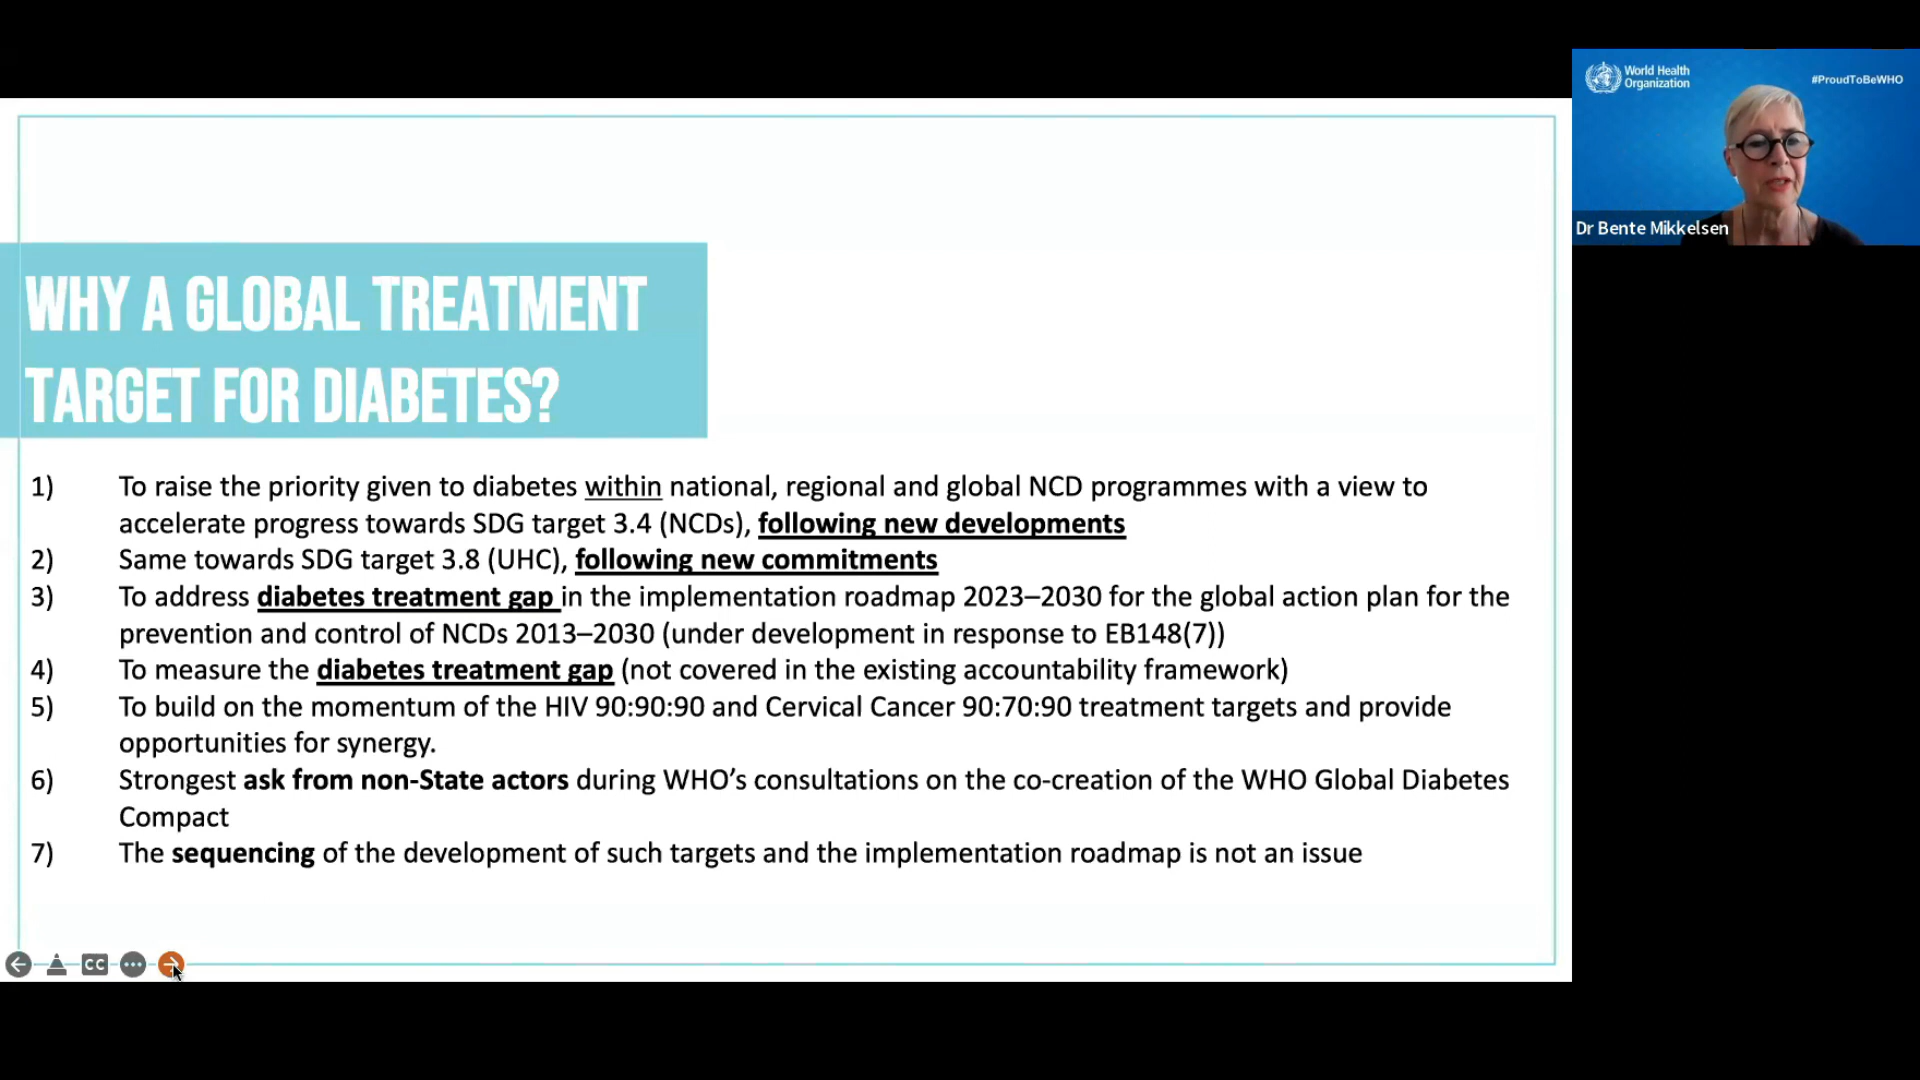 World Health
Organization
#ProudToBeWHO
Dr Bente Mikkelsen
WHY A GLOBAL TREATMENT
TARGET FOR DIABETES?
1) To raise the priority given to diabetes within national, regional and global NCD programmes with a view to
accelerate progress towards SDG target 3.4 (NCDs), following new developments
2) Same towards SDG target 3.8 (UHC), following new commitments
3) To address diabetes treatment gap in the implementation roadmap 2023–2030 for the global action plan for the
prevention and control of NCDs 2013–2030 (under development in response to EB148(7))
4) To measure the diabetes treatment gap (not covered in the existing accountability framework)
5) To build on the momentum of the HIV 90:90:90 and Cervical Cancer 90:70:90 treatment targets and provide
opportunities for synergy.
6) Strongest ask from non-State actors during WHO’s consultations on the co-creation of the WHO Global Diabetes
Compact
7) The sequencing of the development of such targets and the implementation roadmap is not an issue
CC